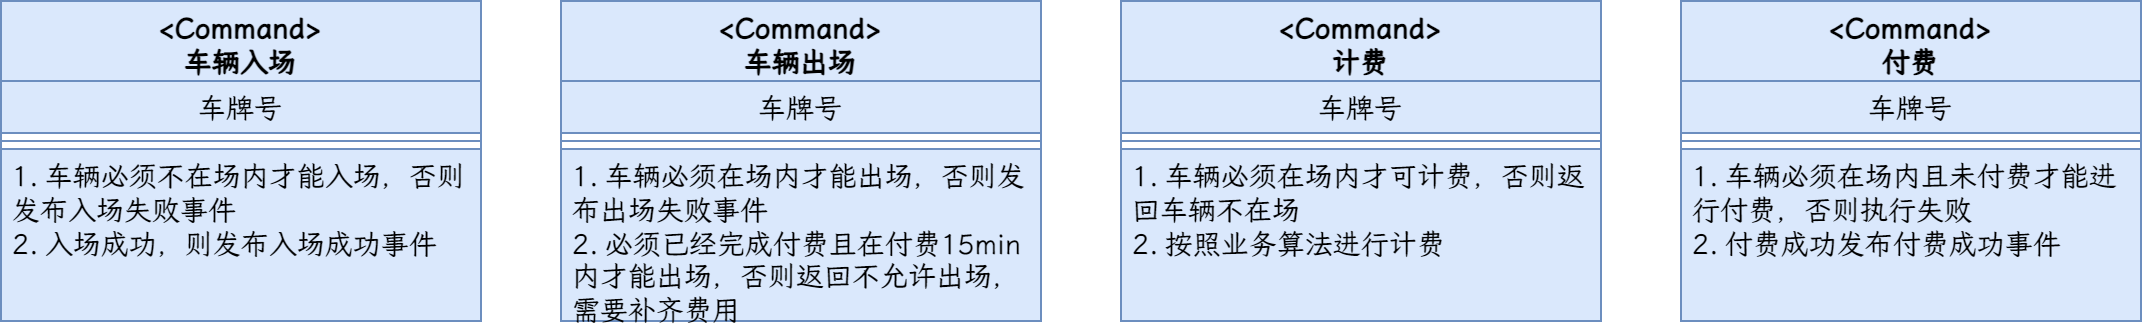 <Command>
车辆入场
车牌号
1. 车辆必须不在场内才能入场，否则
发布入场失败事件
2. 入场成功，则发布入场成功事件
<Command>
车辆出场
车牌号
1. 车辆必须在场内才能出场，否则发
布出场失败事件
2. 必须已经完成付费且在付费15min
内才能出场，否则返回不允许出场，
需要补齐费用
<Command>
计费
车牌号
1. 车辆必须在场内才可计费，否则返
回车辆不在场
2. 按照业务算法进行计费
<Command>
付费
车牌号
1. 车辆必须在场内且未付费才能进
行付费，否则执行失败
2. 付费成功发布付费成功事件